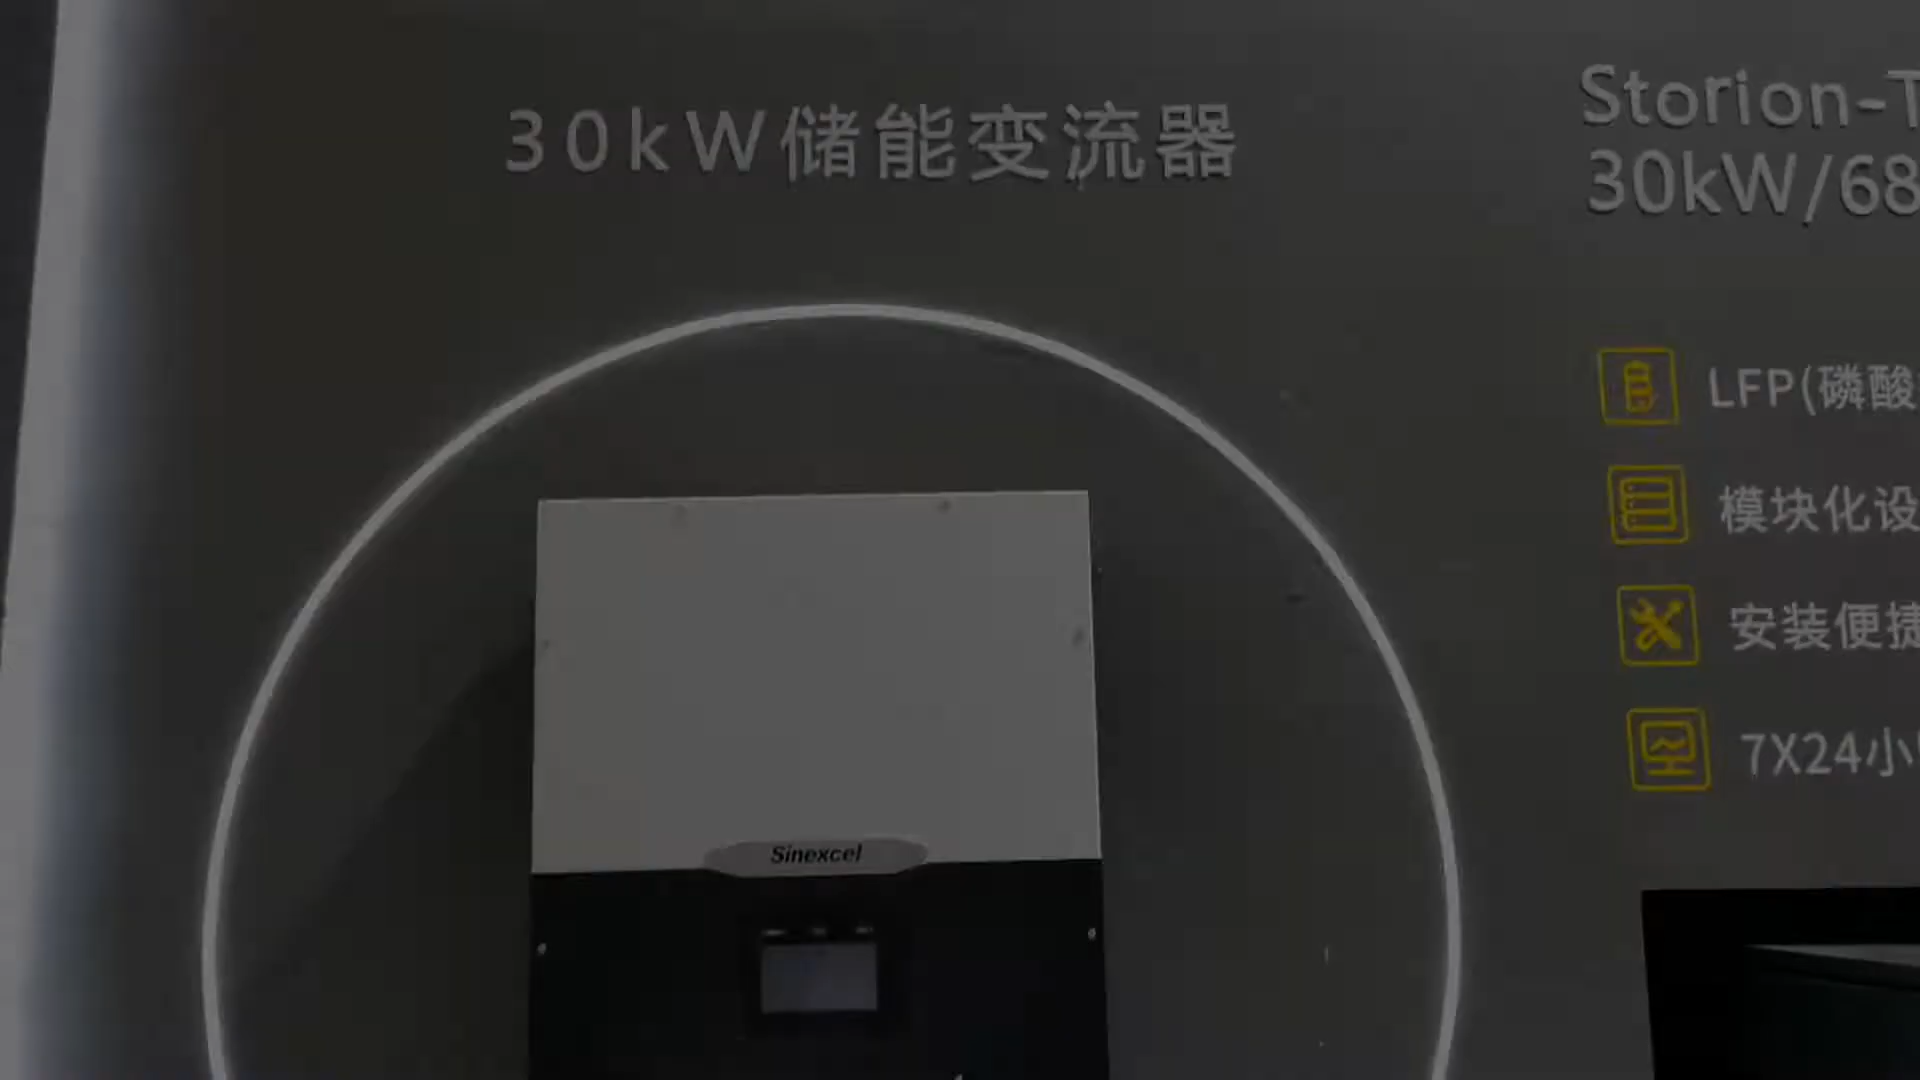 30kW储能变流器
Storion-T
30kW/68
LFP(磷酸
模块化设
安装便捷
7X24小
Sinexcel